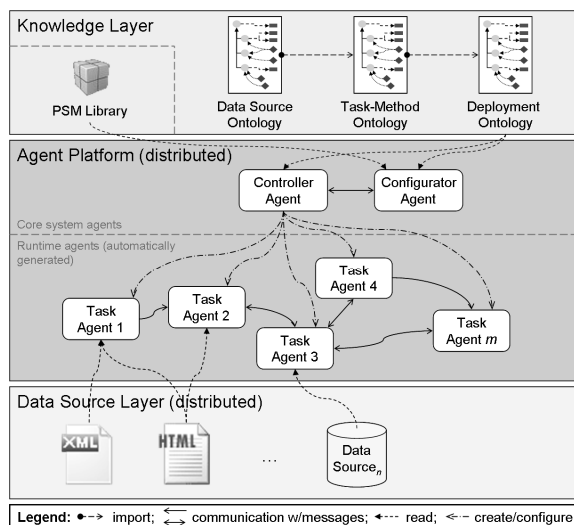 Knowledge Layer
PSM Library
Data Source
Ontology
Task-Method
Ontology
Deployment
Ontology
Agent Platform (distributed)
Controller
Agent
Configurator
Agent
Core system agents
Runtime agents (automatically
generated)
Task
Agent 4
Task
Agent 1
Task
Agent 2
Task
Agent 3
Task
Agent m
Data Source Layer (distributed)
XML
HTML
...
Data
Sourcen
Legend: import; communication w/messages; read; create/configure